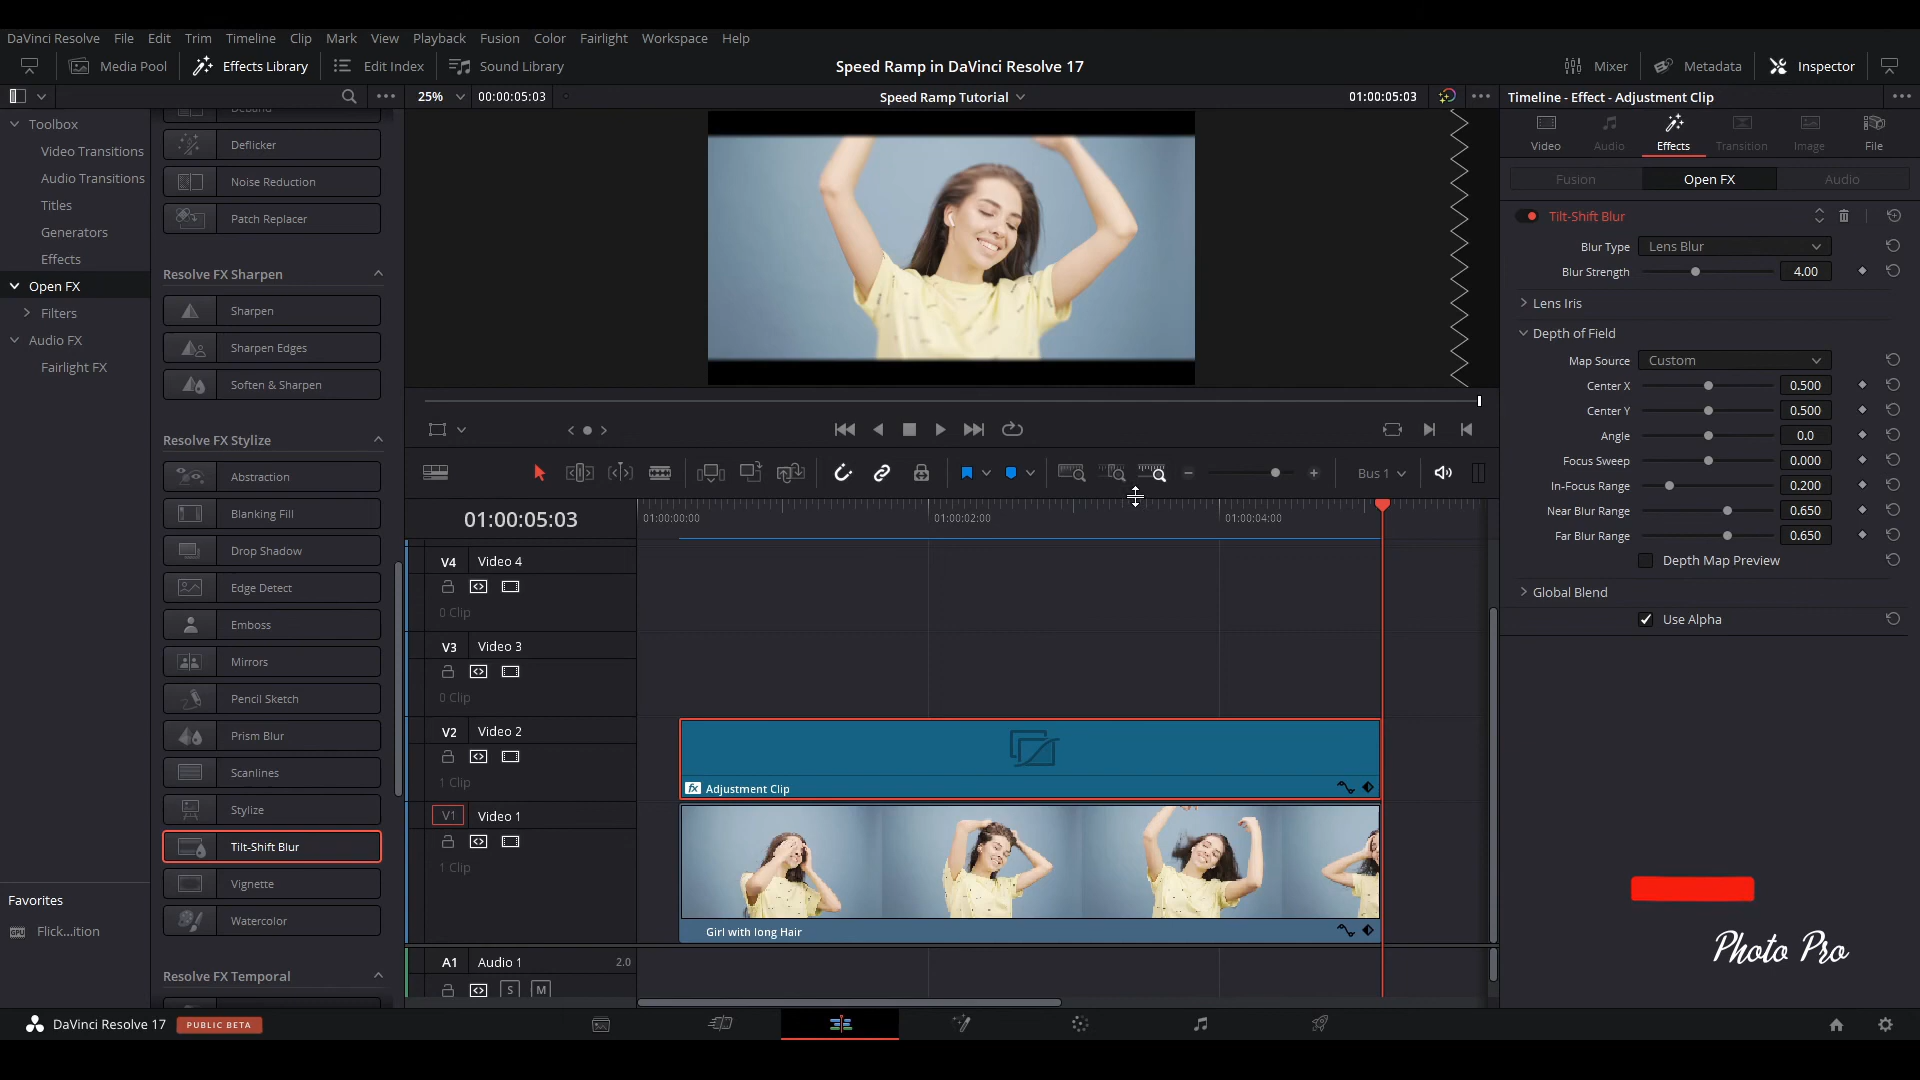 DaVinci Resolve File Edit Trim Timeline Clip Mark View Playback Fusion Color Fairlight Workspace Help
Media Pool Effects Library Edit Index Sound Library Speed Ramp in DaVinci Resolve 17 Mixer Metadata Inspector
25% 00:00:05:03 Speed Ramp Tutorial 01:00:05:03 Timeline - Effect - Adjustment Clip
Toolbox
Video Transitions
Audio Transitions
Titles
Generators
Effects
Open FX
Filters
Audio FX
Fairlight FX
Favorites
Flick...ition
Deflicker
Noise Reduction
Patch Replacer
Resolve FX Sharpen
Sharpen
Sharpen Edges
Soften & Sharpen
Resolve FX Stylize
Abstraction
Blanking Fill
Drop Shadow
Edge Detect
Emboss
Mirrors
Pencil Sketch
Prism Blur
Scanlines
Stylize
Tilt-Shift Blur
Vignette
Watercolor
Resolve FX Temporal
Bus 1
01:00:05:03 01:00:00:00 01:00:02:00 01:00:04:00
V4 Video 4
0 Clip
V3 Video 3
0 Clip
V2 Video 2
1 Clip
fx Adjustment Clip
V1 Video 1
1 Clip
Girl with long Hair
A1 Audio 1 2.0
S M
Video Audio Effects Transition Image File
Fusion Open FX Audio
Tilt-Shift Blur
Blur Type Lens Blur
Blur Strength 4.00
Lens Iris
Depth of Field
Map Source Custom
Center X 0.500
Center Y 0.500
Angle 0.0
Focus Sweep 0.000
In-Focus Range 0.200
Near Blur Range 0.650
Far Blur Range 0.650
Depth Map Preview
Global Blend
Use Alpha
Photo Pro
DaVinci Resolve 17 PUBLIC BETA